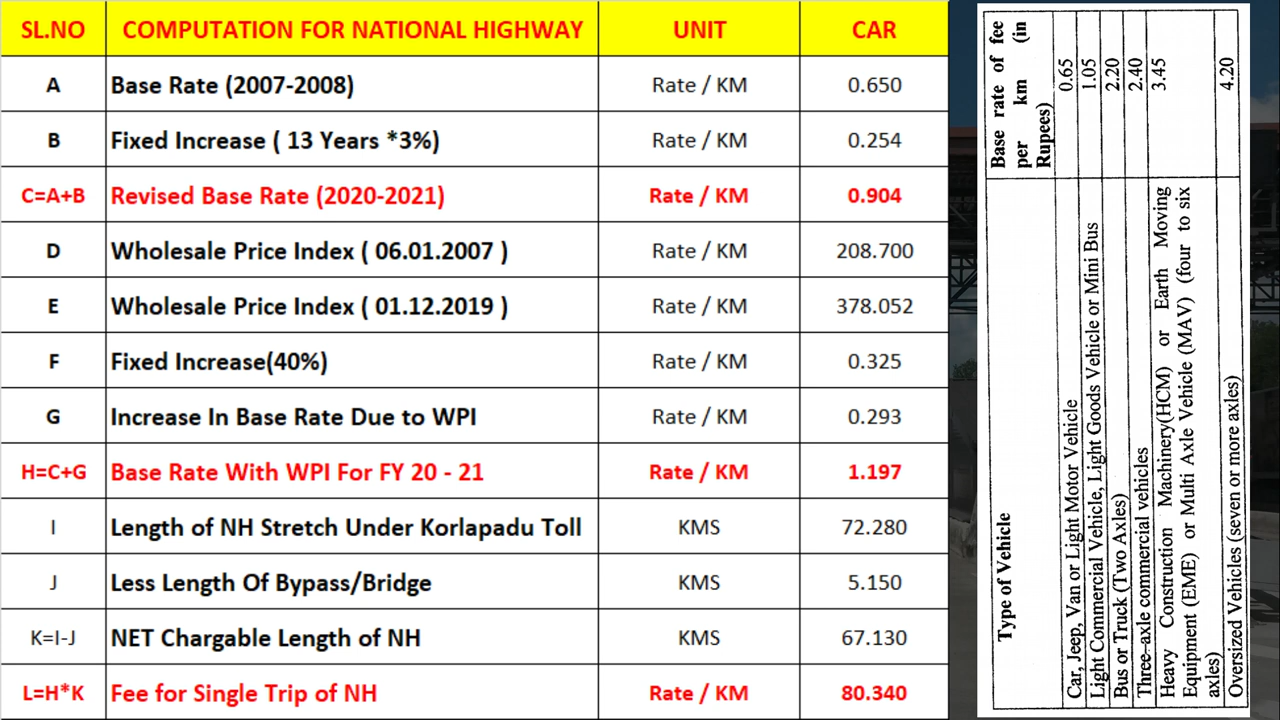 SL.NO COMPUTATION FOR NATIONAL HIGHWAY UNIT CAR
A Base Rate (2007-2008) Rate / KM 0.650
B Fixed Increase ( 13 Years *3%) Rate / KM 0.254
C=A+B Revised Base Rate (2020-2021) Rate / KM 0.904
D Wholesale Price Index ( 06.01.2007 ) Rate / KM 208.700
E Wholesale Price Index ( 01.12.2019 ) Rate / KM 378.052
F Fixed Increase(40%) Rate / KM 0.325
G Increase In Base Rate Due to WPI Rate / KM 0.293
H=C+G Base Rate With WPI For FY 20 - 21 Rate / KM 1.197
I Length of NH Stretch Under Korlapadu Toll KMS 72.280
J Less Length Of Bypass/Bridge KMS 5.150
K=I-J NET Chargable Length of NH KMS 67.130
L=H*K Fee for Single Trip of NH Rate / KM 80.340
Type of Vehicle Base rate of fee
per km (in
Rupees)
Car, Jeep, Van or Light Motor Vehicle 0.65
Light Commercial Vehicle, Light Goods Vehicle or Mini Bus 1.05
Bus or Truck (Two Axles) 2.20
Three-axle commercial vehicles 2.40
Heavy Construction Machinery(HCM) or Earth Moving 3.45
Equipment (EME) or Multi Axle Vehicle (MAV) (four to six
axles)
Oversized Vehicles (seven or more axles) 4.20